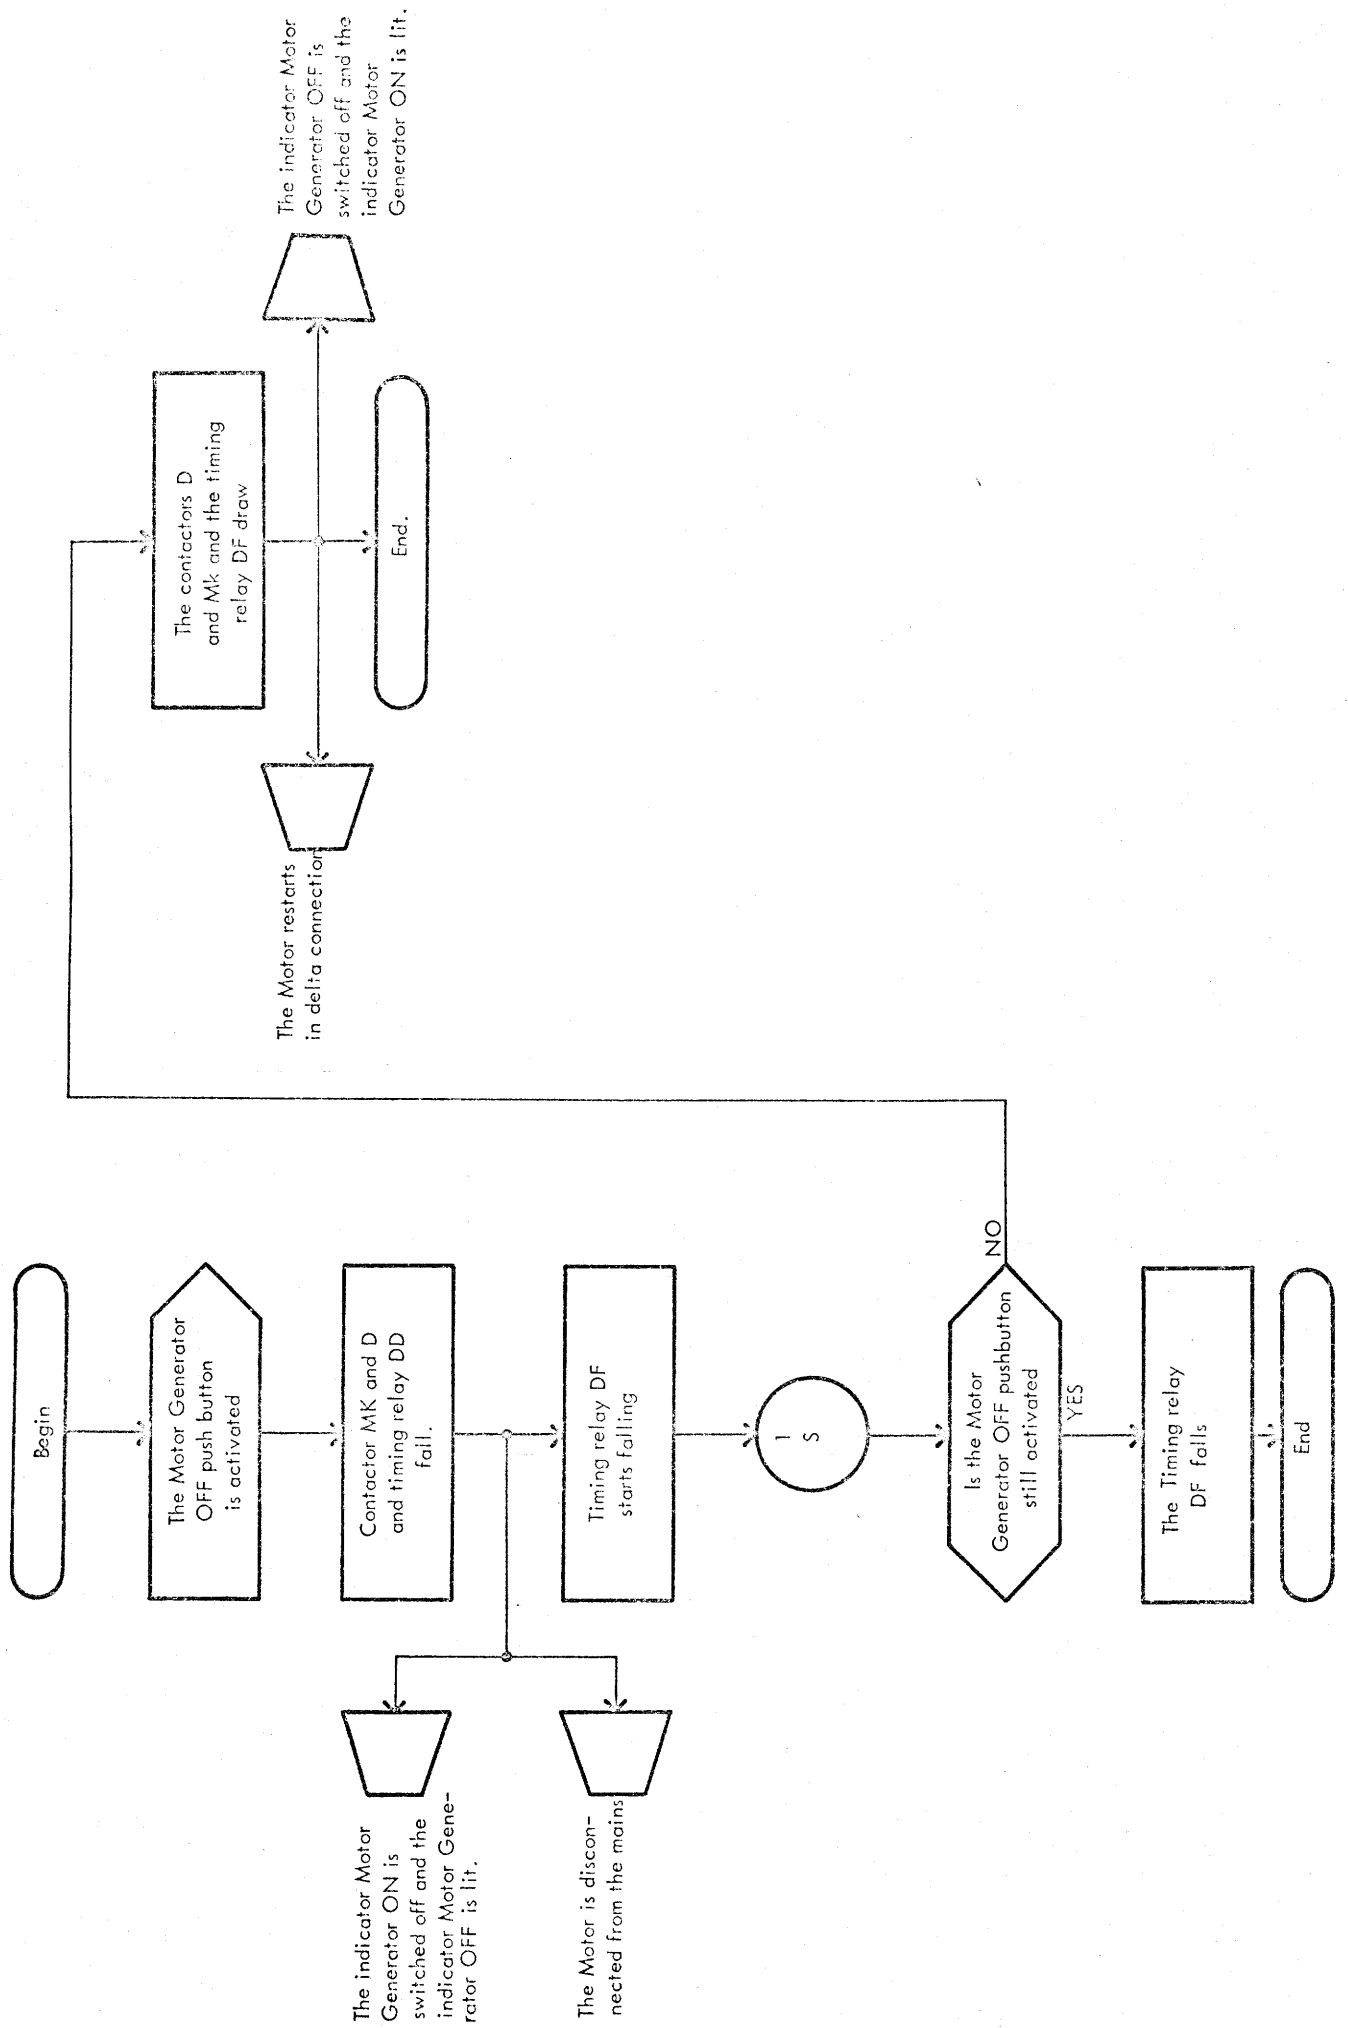 Begin
The Motor Generator
OFF push button
is activated
Contactor MK and D
and timing relay DD
fall.
The indicator Motor
Generator ON is
switched off and the
indicator Motor Gene-
rator OFF is lit.
The Motor is discon-
nected from the mains
Timing relay DF
starts falling
1
S
Is the Motor
Generator OFF pushbutton
still activated
NO
YES
The Timing relay
DF falls
End
The contactors D
and Mk and the timing
relay DF draw
The Motor restarts
in delta connection
The indicator Motor
Generator OFF is
switched off and the
indicator Motor
Generator ON is lit.
End.